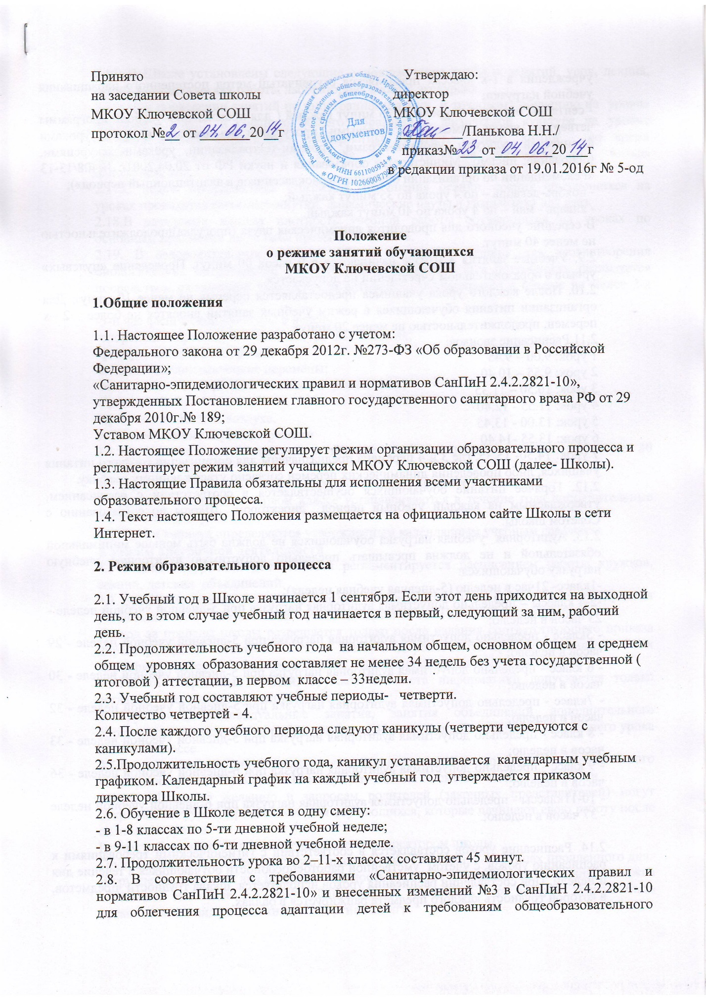 Принято
на заседании Совета школы
МКОУ Ключевской СОШ
протокол №2 от 04.06.2014г
Утверждаю:
директор
МКОУ Ключевской СОШ
/Панькова Н.Н./
приказ№23 от 04.06.2014г
в редакции приказа от 19.01.2016г № 5-од
Российская Федерация Свердловская область Ирбитский
муниципальное казенное общеобразовательное учреждение
Ключевская средняя общеобразовательная школа
* ИНН 6611005934 *
* ОГРН 1026600879
Для
документов
Положение
о режиме занятий обучающихся
МКОУ Ключевской СОШ
1.Общие положения
1.1. Настоящее Положение разработано с учетом:
Федерального закона от 29 декабря 2012г. №273-ФЗ «Об образовании в Российской
Федерации»;
«Санитарно-эпидемиологических правил и нормативов СанПиН 2.4.2.2821-10»,
утвержденных Постановлением главного государственного санитарного врача РФ от 29
декабря 2010г.№ 189;
Уставом МКОУ Ключевской СОШ.
1.2. Настоящее Положение регулирует режим организации образовательного процесса и
регламентирует режим занятий учащихся МКОУ Ключевской СОШ (далее- Школы).
1.3. Настоящие Правила обязательны для исполнения всеми участниками
образовательного процесса.
1.4. Текст настоящего Положения размещается на официальном сайте Школы в сети
Интернет.
2. Режим образовательного процесса
2.1. Учебный год в Школе начинается 1 сентября. Если этот день приходится на выходной
день, то в этом случае учебный год начинается в первый, следующий за ним, рабочий
день.
2.2. Продолжительность учебного года на начальном общем, основном общем и среднем
общем уровнях образования составляет не менее 34 недель без учета государственной (
итоговой ) аттестации, в первом классе – 33недели.
2.3. Учебный год составляют учебные периоды- четверти.
Количество четвертей - 4.
2.4. После каждого учебного периода следуют каникулы (четверти чередуются с
каникулами).
2.5.Продолжительность учебного года, каникул устанавливается календарным учебным
графиком. Календарный график на каждый учебный год утверждается приказом
директора Школы.
2.6. Обучение в Школе ведется в одну смену:
- в 1-8 классах по 5-ти дневной учебной неделе;
- в 9-11 классах по 6-ти дневной учебной неделе.
2.7. Продолжительность урока во 2–11-х классах составляет 45 минут.
2.8. В соответствии с требованиями «Санитарно-эпидемиологических правил и
нормативов СанПиН 2.4.2.2821-10» и внесенных изменений №3 в СанПиН 2.4.2.2821-10
для облегчения процесса адаптации детей к требованиям общеобразовательного